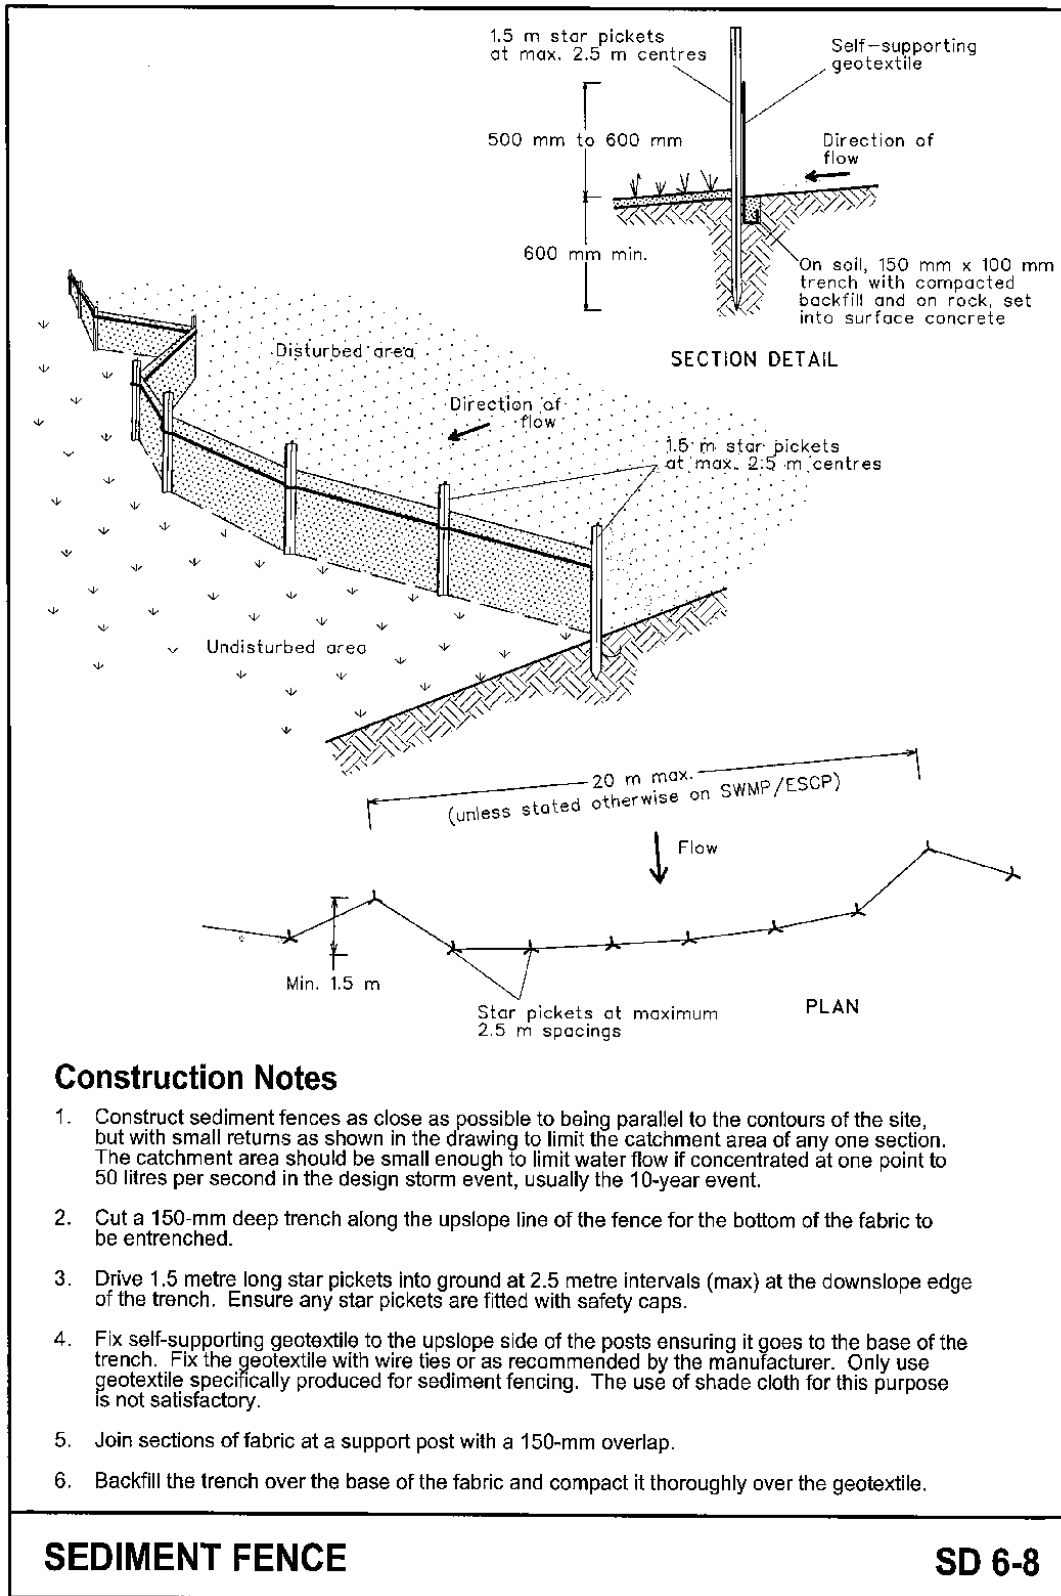 1.5 m star pickets
at max. 2.5 m centres
Self-supporting
geotextile
500 mm to 600 mm
Direction of
flow
600 mm min.
On soil, 150 mm x 100 mm
trench with compacted
backfill and on rock, set
into surface concrete
SECTION DETAIL
Disturbed area
Direction of
flow
1.5 m star pickets
at max. 2.5 m centres
Undisturbed area
20 m max.
(unless stated otherwise on SWMP/ESCP)
Flow
Min. 1.5 m
Star pickets at maximum
2.5 m spacings
PLAN
Construction Notes
1. Construct sediment fences as close as possible to being parallel to the contours of the site,
but with small returns as shown in the drawing to limit the catchment area of any one section.
The catchment area should be small enough to limit water flow if concentrated at one point to
50 litres per second in the design storm event, usually the 10-year event.
2. Cut a 150-mm deep trench along the upslope line of the fence for the bottom of the fabric to
be entrenched.
3. Drive 1.5 metre long star pickets into ground at 2.5 metre intervals (max) at the downslope edge
of the trench. Ensure any star pickets are fitted with safety caps.
4. Fix self-supporting geotextile to the upslope side of the posts ensuring it goes to the base of the
trench. Fix the geotextile with wire ties or as recommended by the manufacturer. Only use
geotextile specifically produced for sediment fencing. The use of shade cloth for this purpose
is not satisfactory.
5. Join sections of fabric at a support post with a 150-mm overlap.
6. Backfill the trench over the base of the fabric and compact it thoroughly over the geotextile.
SEDIMENT FENCE
SD 6-8